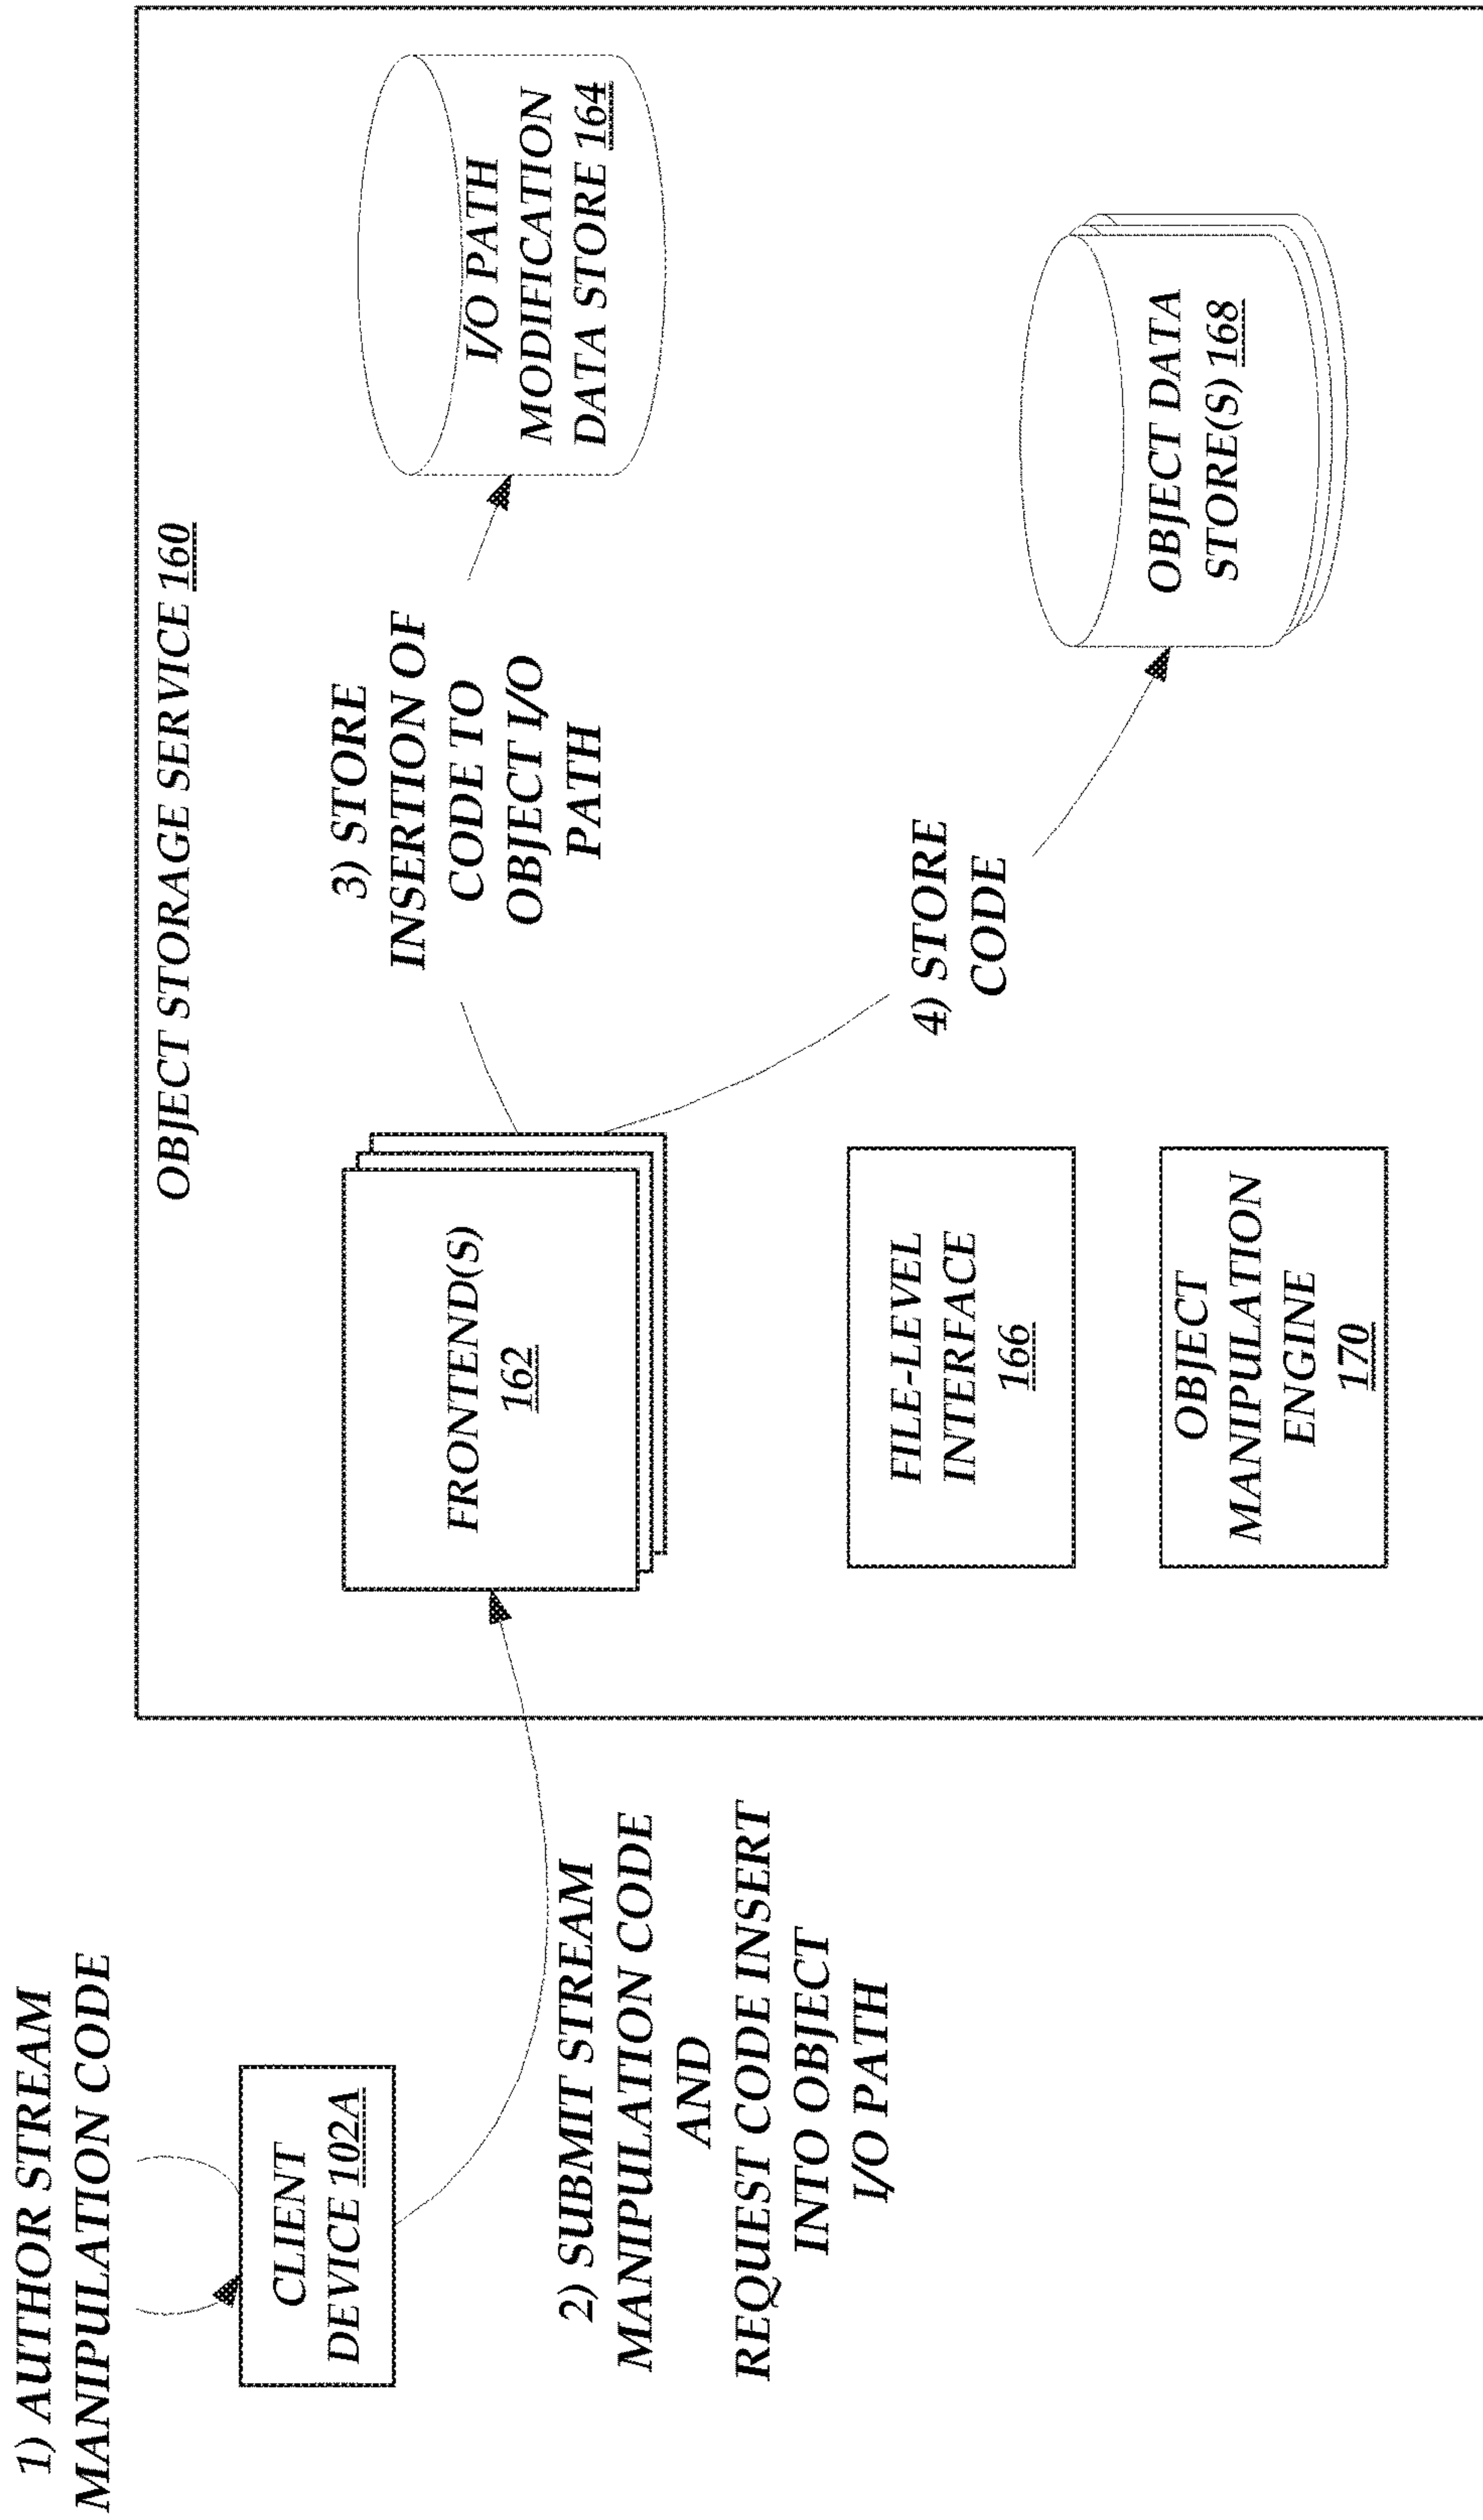 1) AUTHOR STREAM
MANIPULATION CODE
CLIENT
DEVICE 102A
2) SUBMIT STREAM
MANIPULATION CODE
AND
REQUEST CODE INSERT
INTO OBJECT
I/O PATH
OBJECT STORAGE SERVICE 160
FRONTEND(S)
162
3) STORE
INSERTION OF
CODE TO
OBJECT I/O
PATH
I/O PATH
MODIFICATION
DATA STORE 164
FILE-LEVEL
INTERFACE
166
4) STORE
CODE
OBJECT DATA
STORE(S) 168
OBJECT
MANIPULATION
ENGINE
170